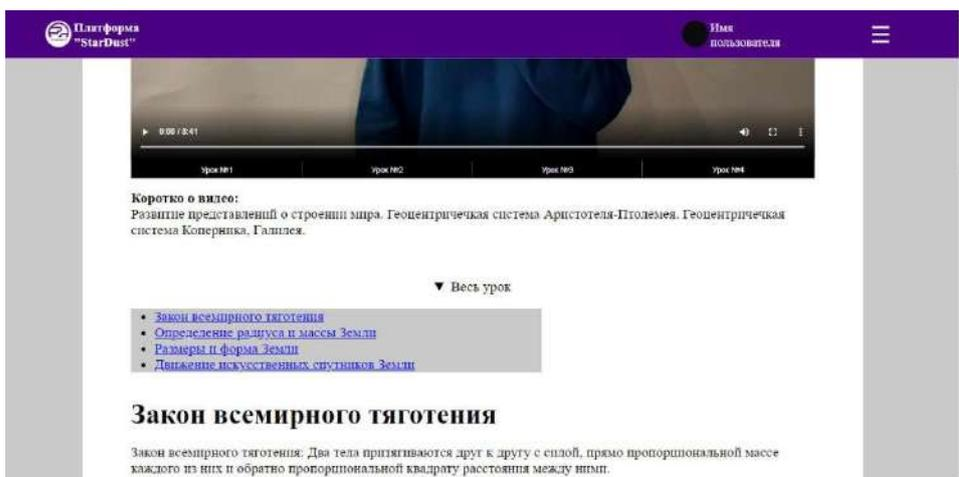 Платформа
"StarDust"
Имя
пользователя
0:00 / 8:41
Урок №1
Урок №2
Урок №3
Урок №4
Коротко о видео:
Развитие представлений о строении мира. Геоцентричечкая система Аристотеля-Птолемея. Геоцентричечкая
система Коперника, Галилея.
▼ Весь урок
• Закон всемирного тяготения
• Определение радиуса и массы Земли
• Размеры и форма Земли
• Движение искусственных спутников Земли
Закон всемирного тяготения
Закон всемирного тяготения: Два тела притягиваются друг к другу с силой, прямо пропорциональной массе
каждого из них и обратно пропорциональной квадрату расстояния между ними.